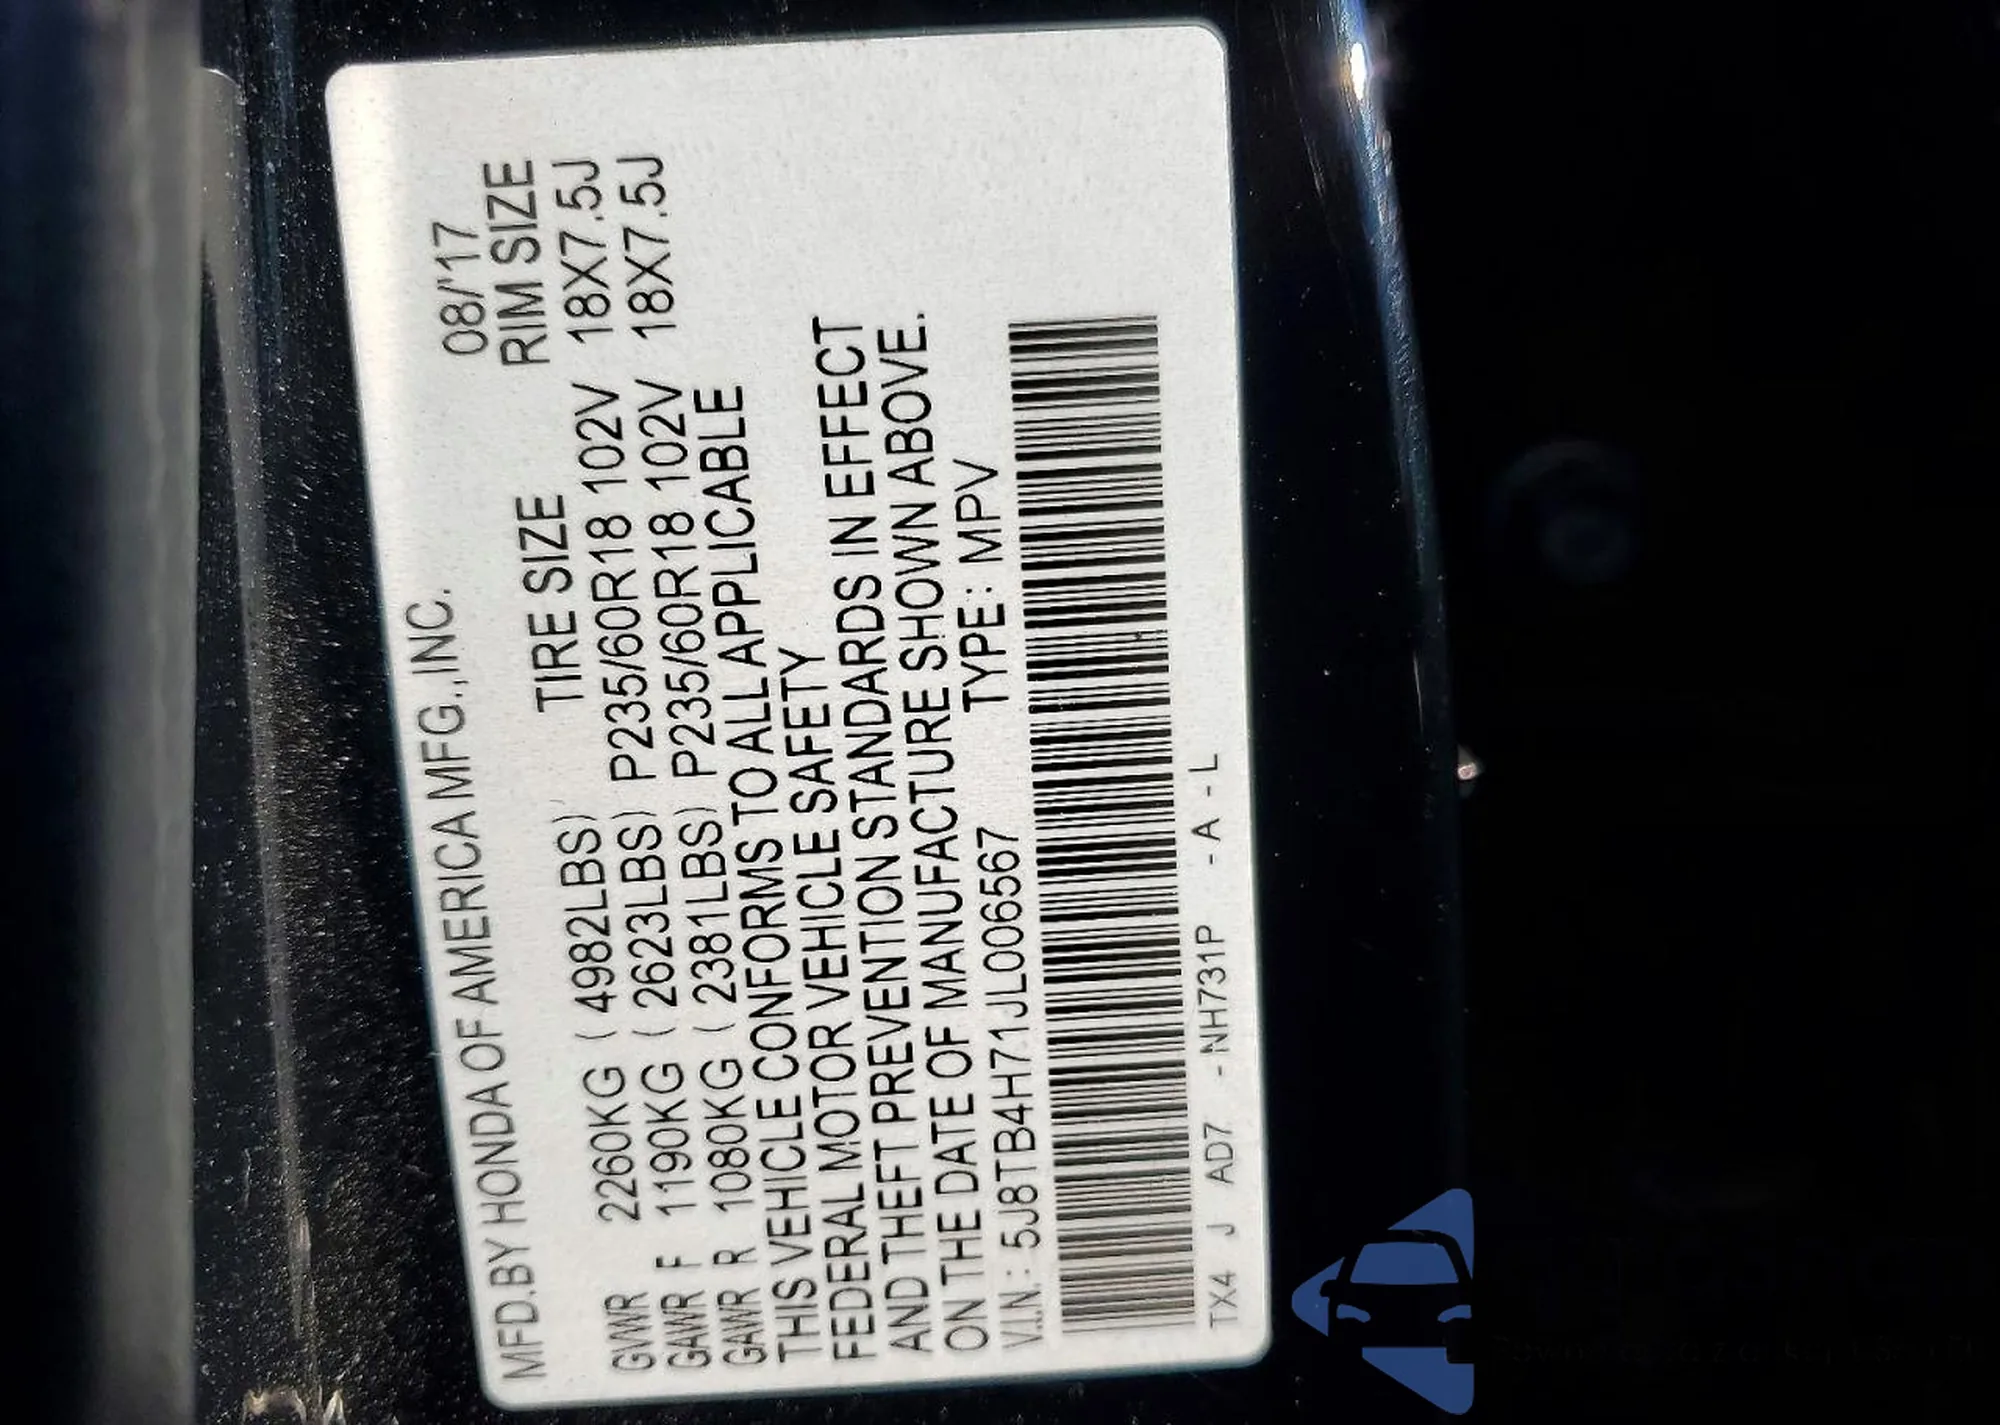 MFD.BY HONDA OF AMERICA MFG.,INC. 08/'17
TIRE SIZE RIM SIZE
GVWR 2260KG ( 4982LBS)
GAWR F 1190KG ( 2623LBS) P235/60R18 102V 18X7.5J
GAWR R 1080KG ( 2381LBS) P235/60R18 102V 18X7.5J
THIS VEHICLE CONFORMS TO ALL APPLICABLE
FEDERAL MOTOR VEHICLE SAFETY
AND THEFT PREVENTION STANDARDS IN EFFECT
ON THE DATE OF MANUFACTURE SHOWN ABOVE.
V.I.N.: 5J8TB4H71JL006567 TYPE : MPV
TX4 J AD7 -NH731P -A -L